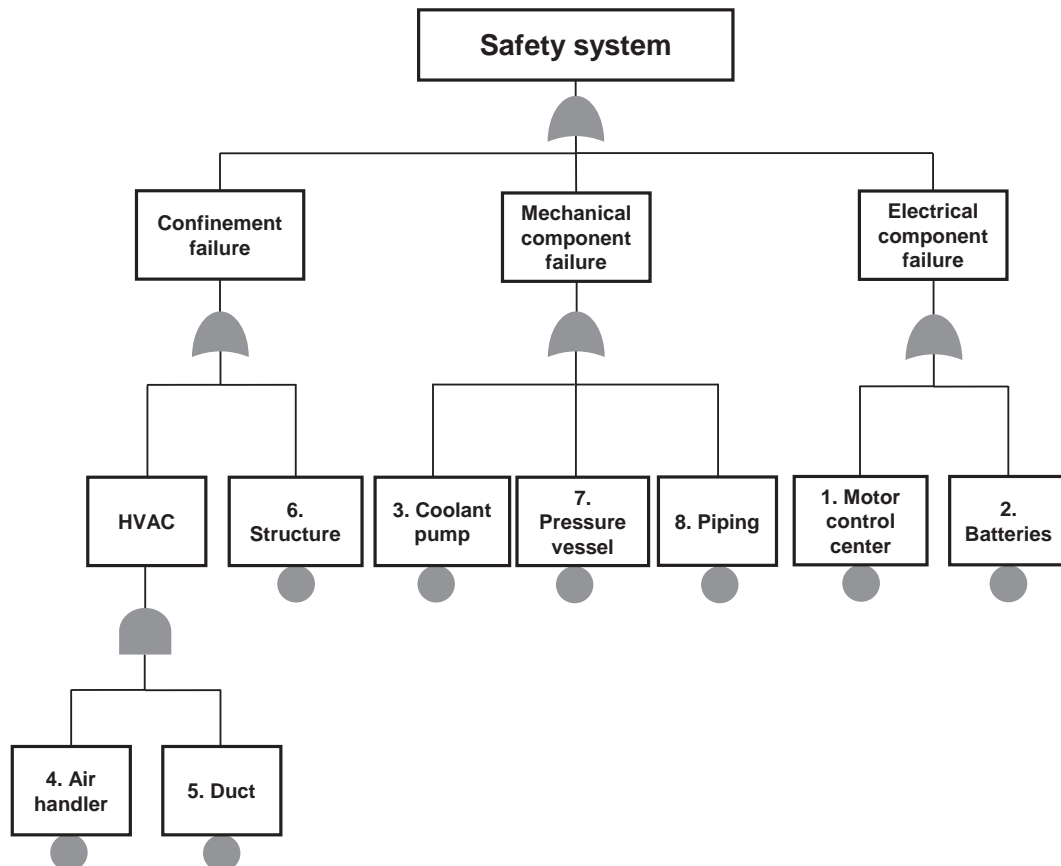 Safety system
Confinement
failure
Mechanical
component
failure
Electrical
component
failure
HVAC
6.
Structure
3. Coolant
pump
7.
Pressure
vessel
8. Piping
1. Motor
control
center
2.
Batteries
4. Air
handler
5. Duct